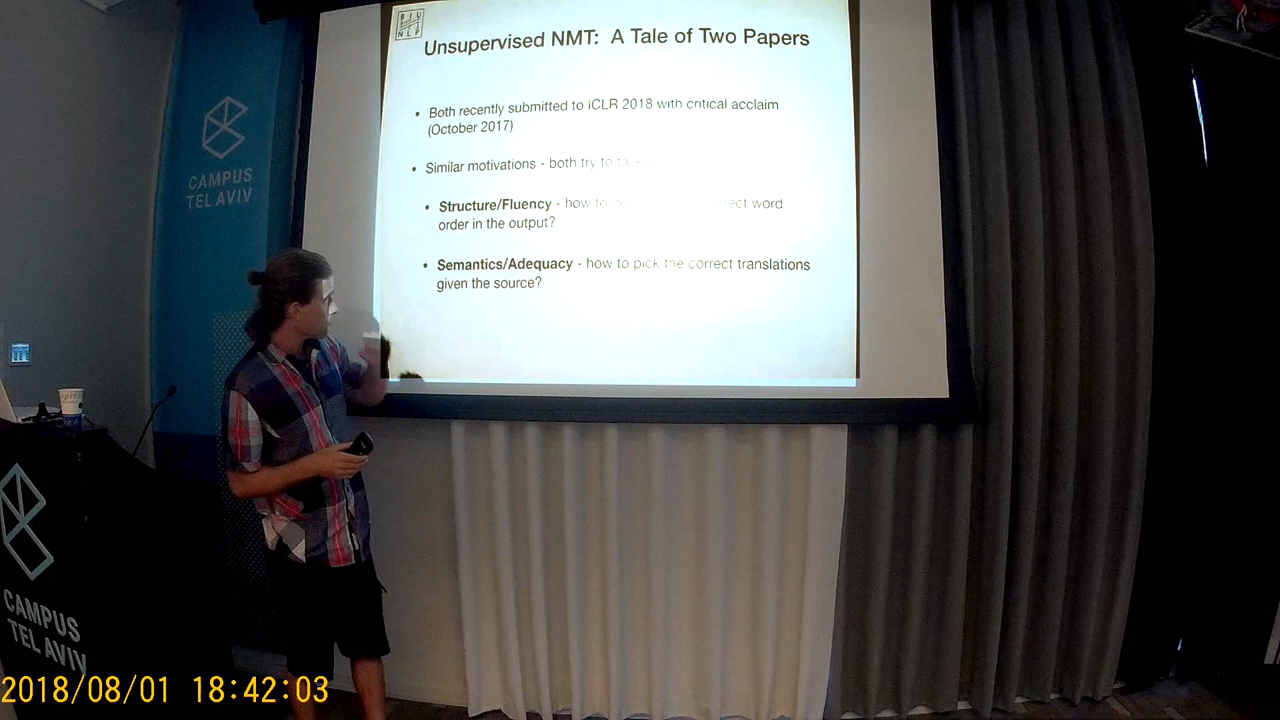 BIU
NLP
Unsupervised NMT: A Tale of Two Papers
• Both recently submitted to ICLR 2018 with critical acclaim
(October 2017)
• Similar motivations - both try to
• Structure/Fluency - how to word
order in the output?
• Semantics/Adequacy - how to pick the correct translations
given the source?
CAMPUS
TEL AVIV
CAMPUS
TEL AVIV
2018/08/01 18:42:03